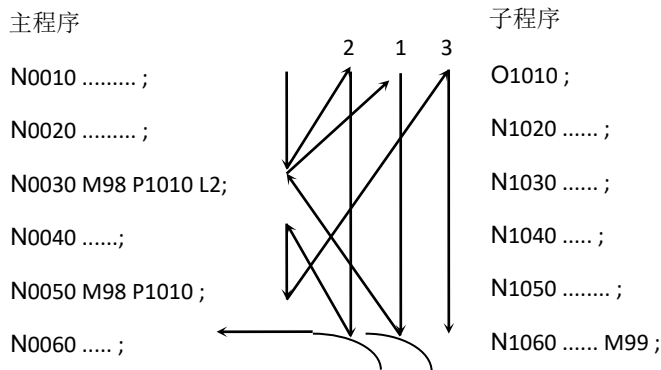 主程序
子程序
2 1 3
N0010 ......... ;
O1010 ;
N0020 ......... ;
N1020 ...... ;
N0030 M98 P1010 L2;
N1030 ...... ;
N0040 ......;
N1040 ..... ;
N0050 M98 P1010 ;
N1050 ........ ;
N0060 ..... ;
N1060 ...... M99 ;